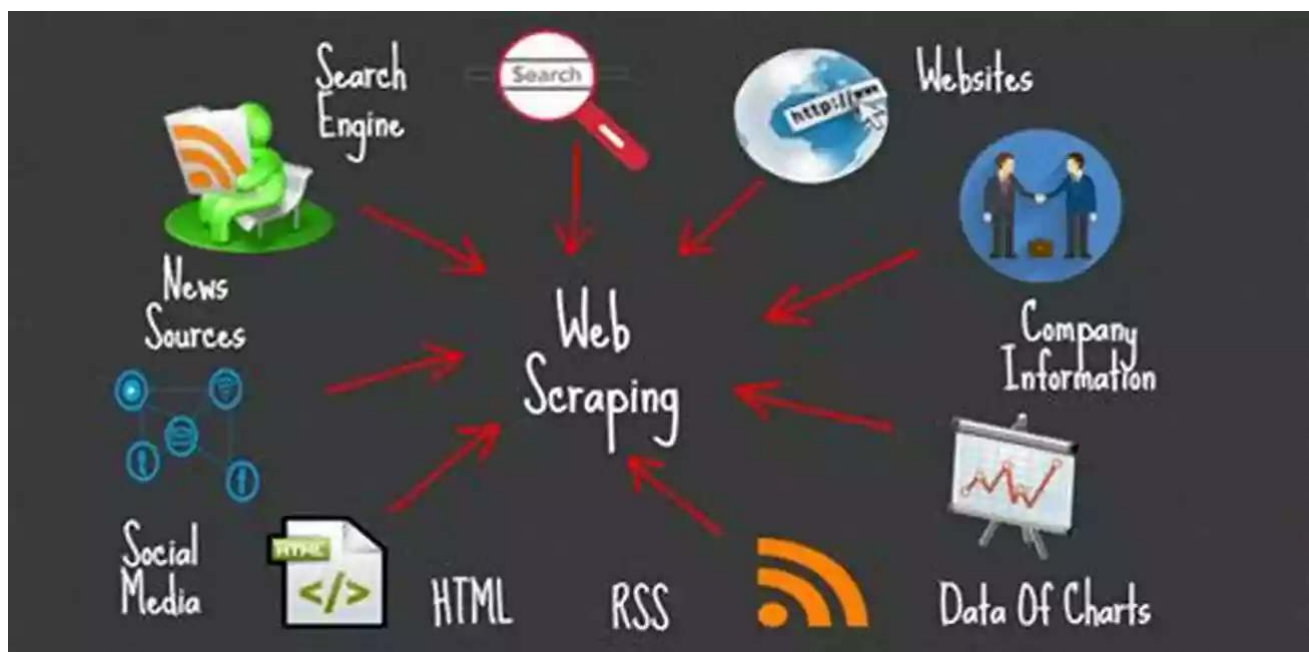 Search
Engine
Search
http://www
Websites
News
Sources
Web
Scraping
Company
Information
Social
Media
HTML
</>
HTML
RSS
Data Of Charts